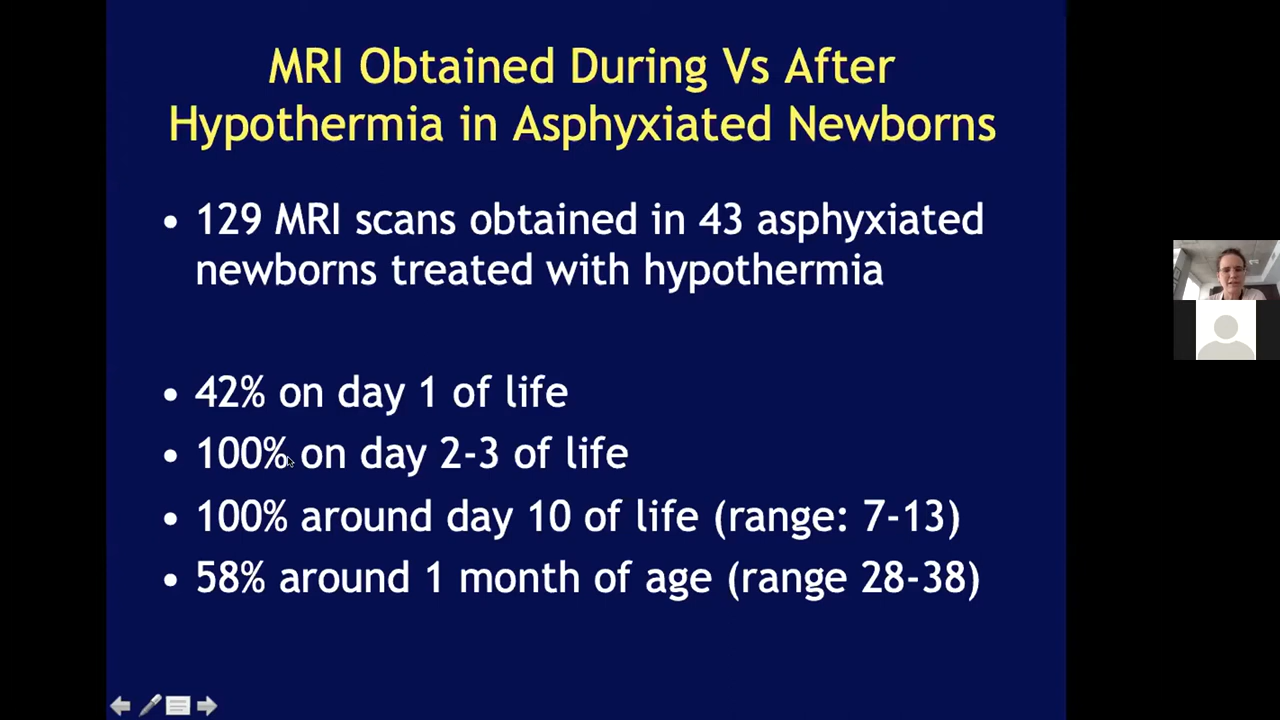 MRI Obtained During Vs After
Hypothermia in Asphyxiated Newborns
• 129 MRI scans obtained in 43 asphyxiated
newborns treated with hypothermia
• 42% on day 1 of life
• 100% on day 2-3 of life
• 100% around day 10 of life (range: 7-13)
• 58% around 1 month of age (range 28-38)